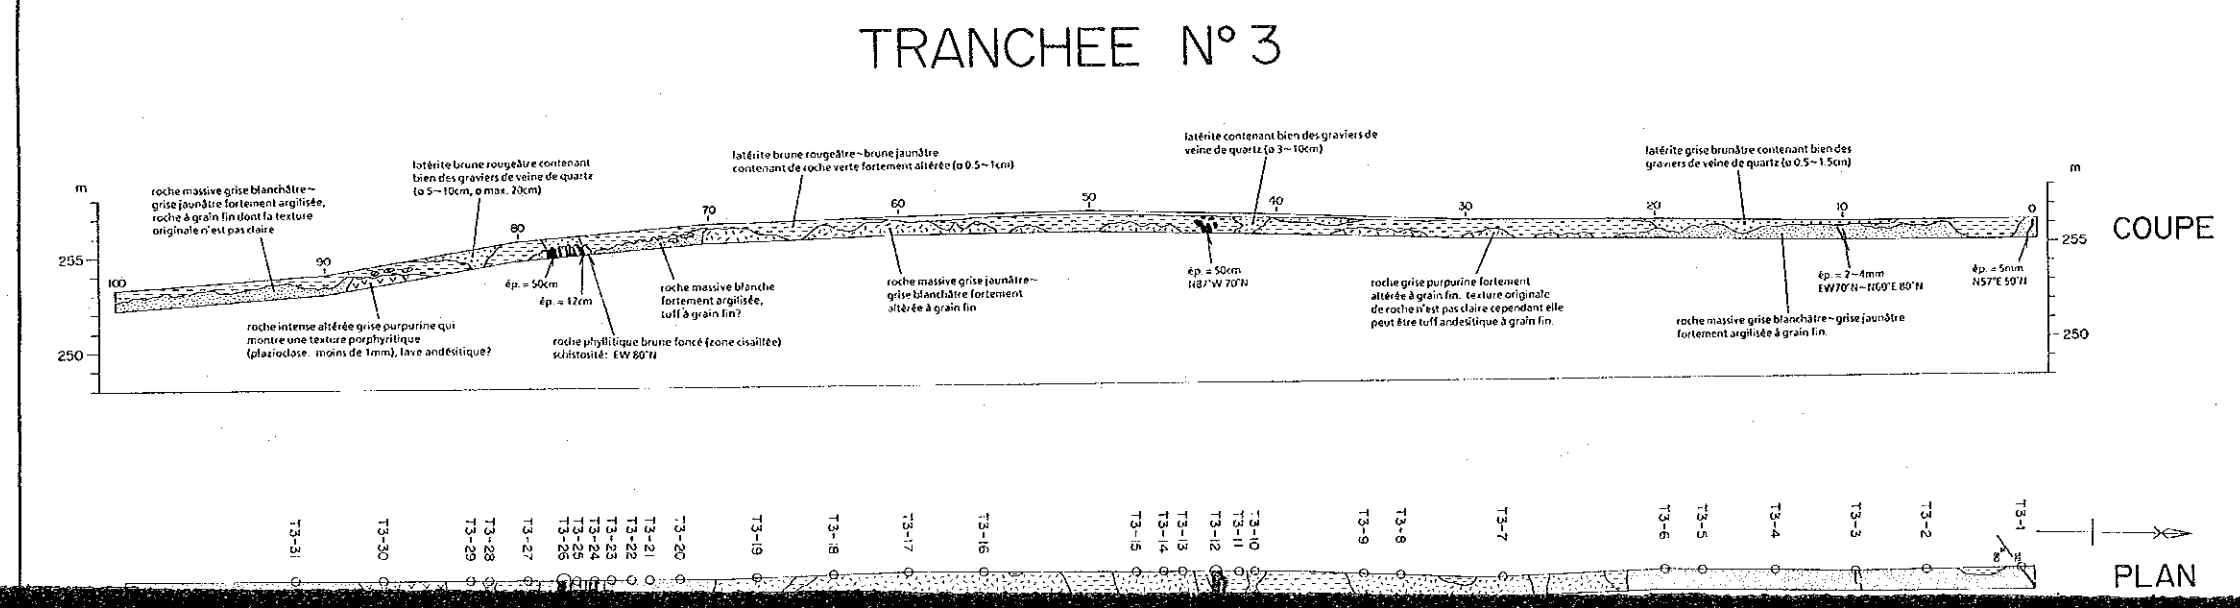 TRANCHEE N° 3
latérite contenant bien des graviers de
veine de quartz (ø 3~10cm)
latérite brune rougeâtre~brune jaunâtre
contenant de roche verte fortement altérée (ø 0.5~1cm)
latérite grise brunâtre contenant bien des
graviers de veine de quartz (ø 0.5~1.5cm)
latérite brune rougeâtre contenant
bien des graviers de veine de quartz
(ø 5~10cm, ø max. 20cm)
roche massive grise blanchâtre~
grise jaunâtre fortement argilisée,
roche à grain fin dont la texture
originale n'est pas claire
m
m
100
90
80
70
60
50
40
30
20
10
0
255
250
255
250
COUPE
ép. = 50cm
ép. = 12cm
roche massive blanche
fortement argilisée,
tuff à grain fin?
roche massive grise jaunâtre~
grise blanchâtre fortement
altérée à grain fin
ép. = 50cm
N87°W 70°N
roche grise purpurine fortement
altérée à grain fin. texture originale
de roche n'est pas claire cependant elle
peut être tuff andesitique à grain fin.
ép. = 2~4mm
EW70°N~N60°E 80°N
ép. = 5mm
N57°E 50°N
roche massive grise blanchâtre~grise jaunâtre
fortement argilisée à grain fin.
roche intense altérée grise purpurine qui
montre une texture porphyritique
(plazioclase. moins de 1mm), lave andésitique?
roche phyllitique brune foncé (zone cisaillée)
schistosité: EW 80°N
T3-31
T3-30
T3-29
T3-28
T3-27
T3-26
T3-25
T3-24
T3-23
T3-22
T3-21
T3-20
T3-19
T3-18
T3-17
T3-16
T3-15
T3-14
T3-13
T3-12
T3-11
T3-10
T3-9
T3-8
T3-7
T3-6
T3-5
T3-4
T3-3
T3-2
T3-1
PLAN